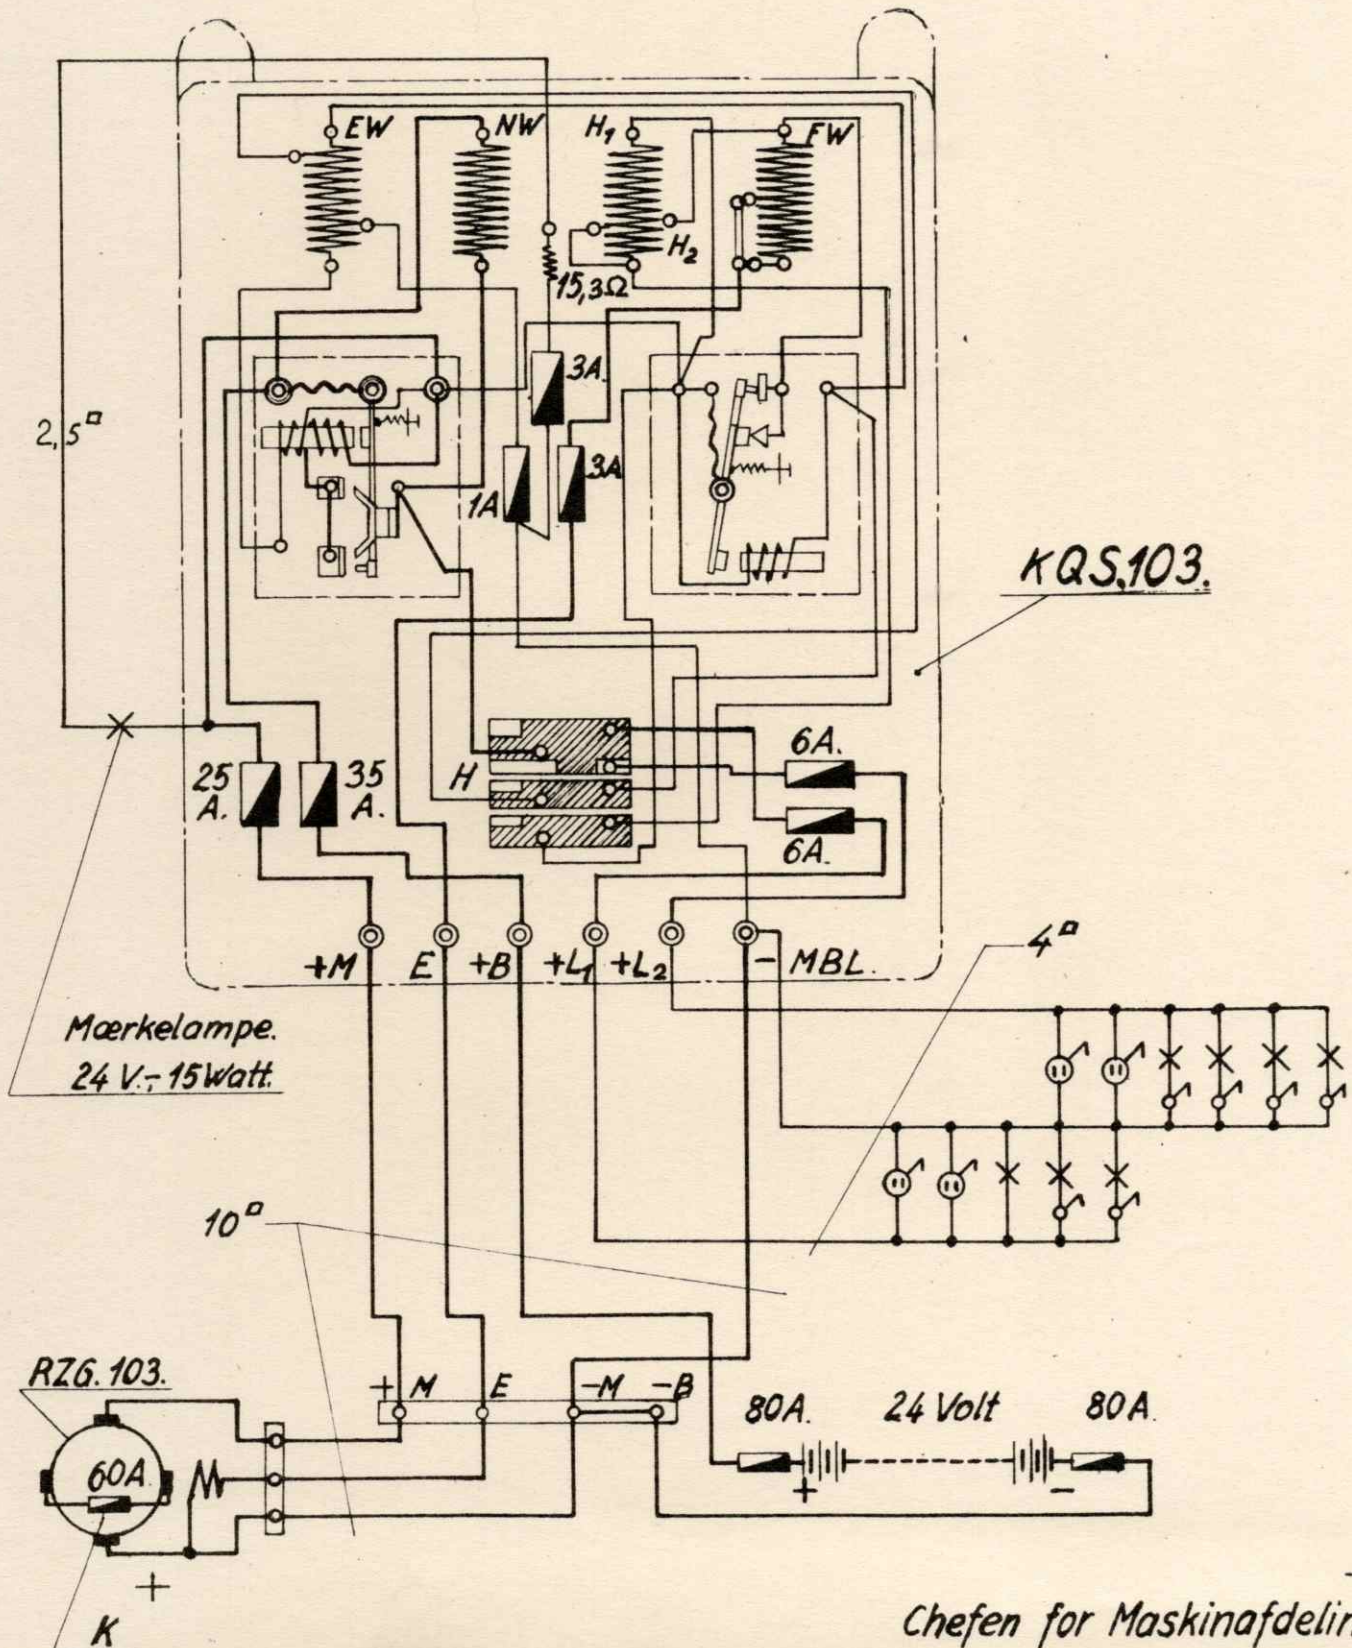 EW
NW
H1
H2
FW
15,3Ω
3A.
3A
1A
2,5□
KQS.103.
25
A.
35
A.
H
6A.
6A.
+M
E
+B
+L1
+L2
- MBL.
4□
Mærkelampe.
24 V.- 15 Watt.
10□
RZG. 103.
60A.
+ M
E
-M
-B
80A.
24 Volt
80A.
+
-
+
K
Chefen for Maskinafdelin